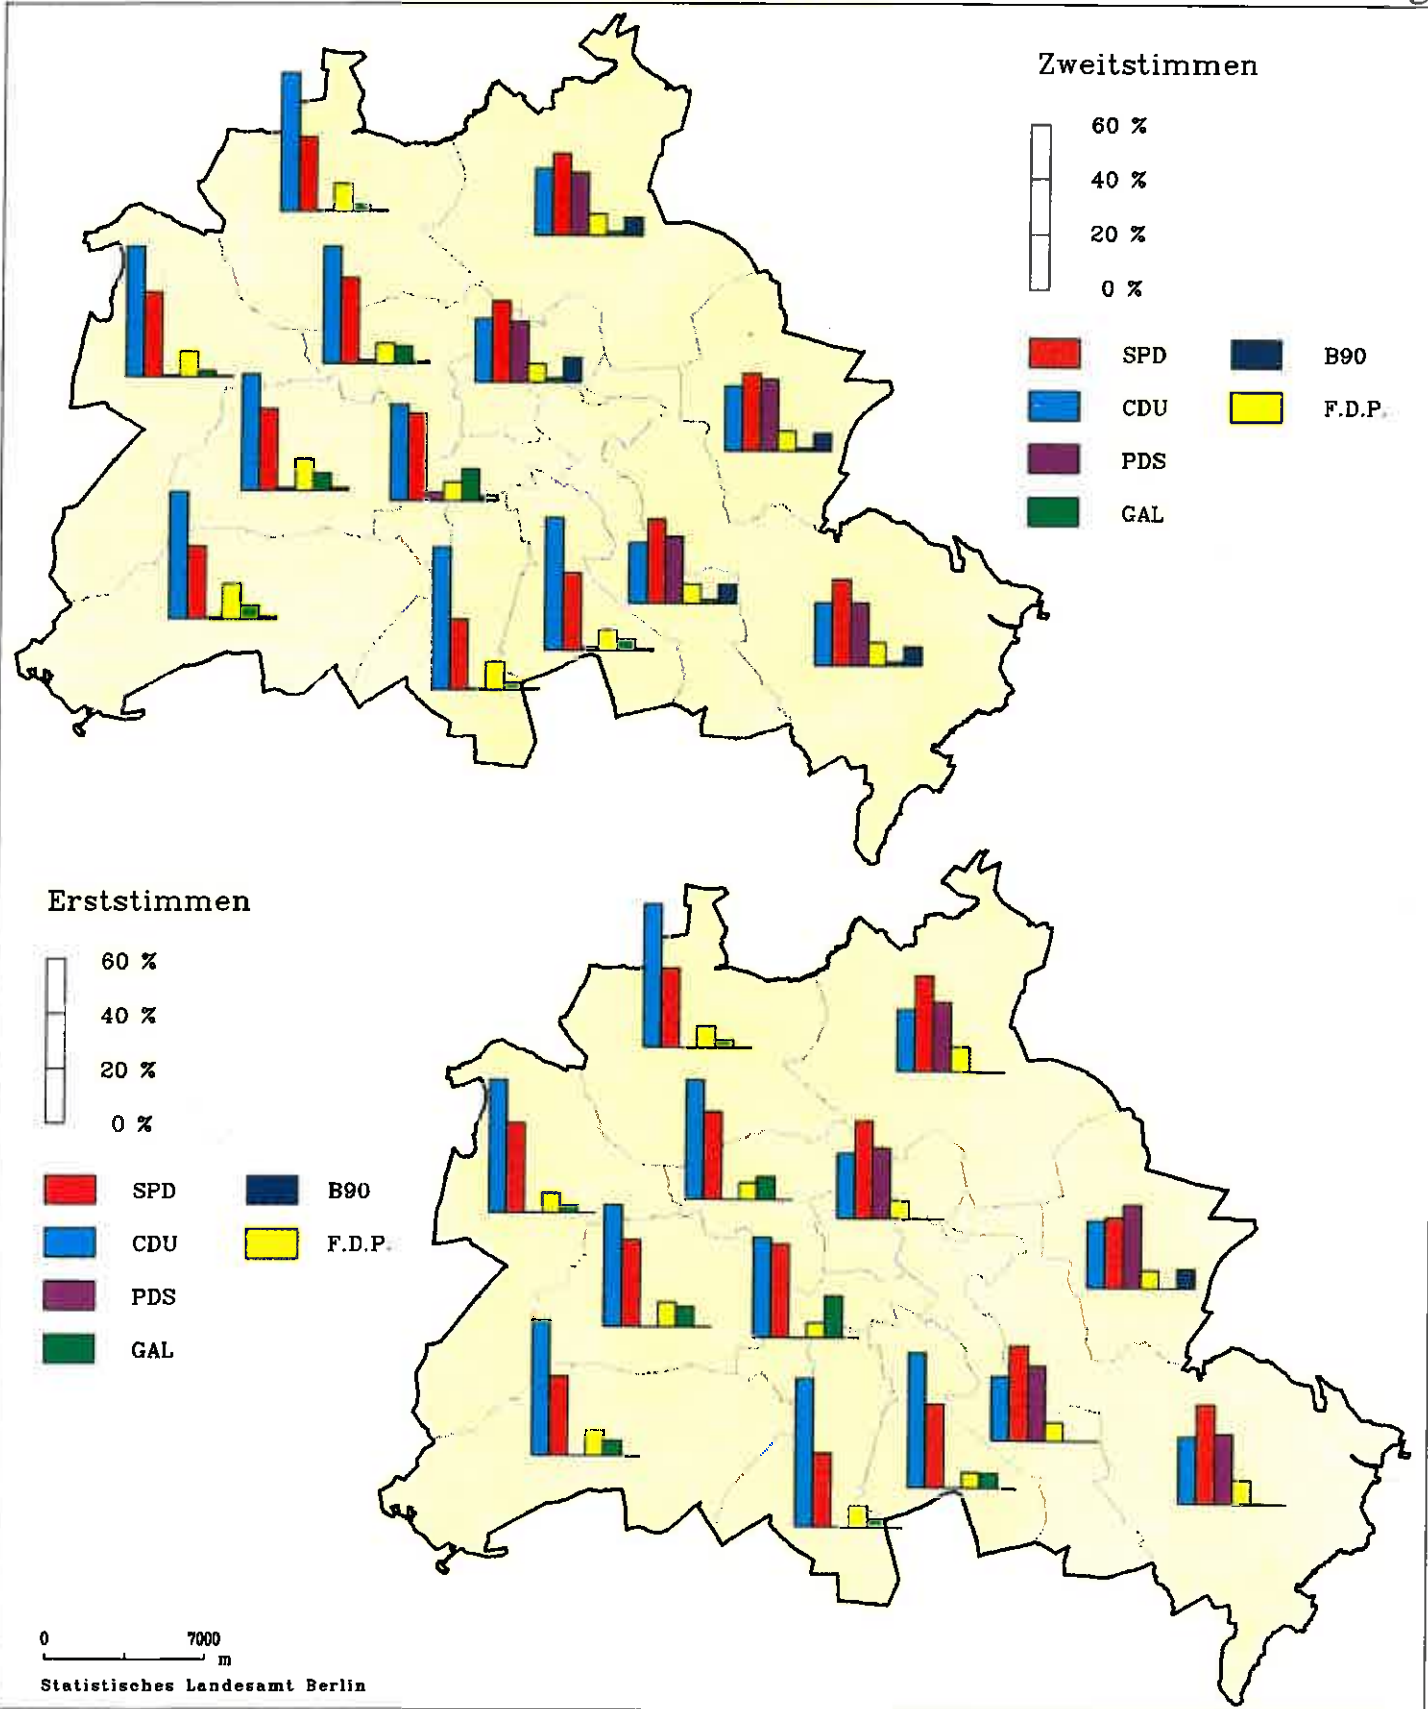 Zweitstimmen
60 %
40 %
20 %
0 %
SPD B90
CDU F.D.P.
PDS
GAL
Erststimmen
60 %
40 %
20 %
0 %
SPD B90
CDU F.D.P.
PDS
GAL
0 7000
m
Statistisches Landesamt Berlin